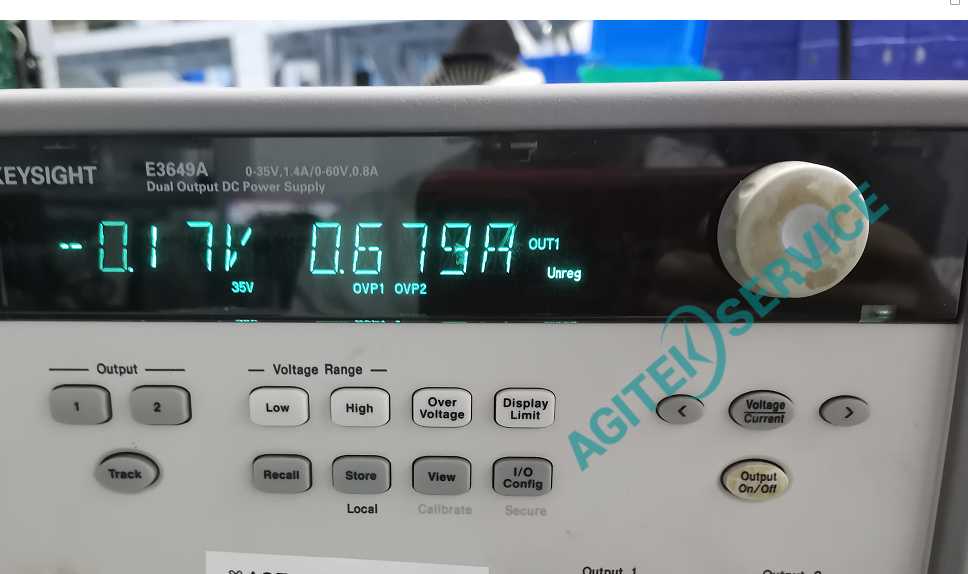 KEYSIGHT
E3649A 0-35V,1.4A/0-60V,0.8A
Dual Output DC Power Supply
-0.17V 0.679A OUT1
Unreg
35V OVP1 OVP2
AGITEK SERVICE
Output
Voltage Range
1 2 Low High Over Voltage Display Limit < Voltage Current >
Track Recall Store View I/O Config Output On/Off
Local Calibrate Secure
Output 1